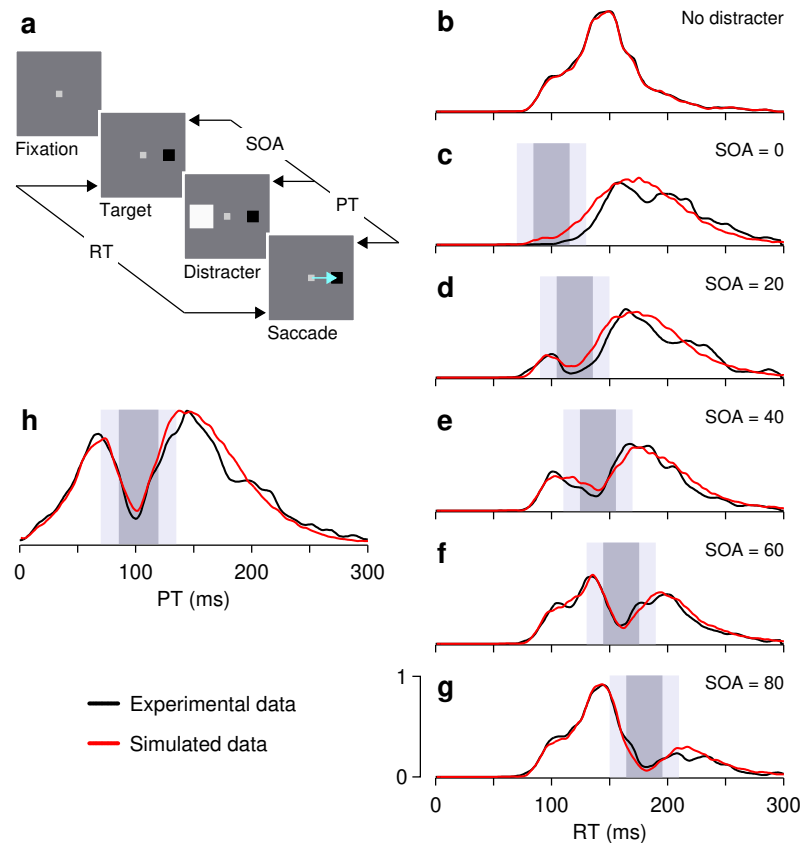 a
Fixation
Target
Distracter
Saccade
SOA
PT
RT
b
No distracter
c
SOA = 0
d
SOA = 20
e
SOA = 40
f
SOA = 60
g
SOA = 80
1
0
0 100 200 300
RT (ms)
h
0 100 200 300
PT (ms)
Experimental data
Simulated data